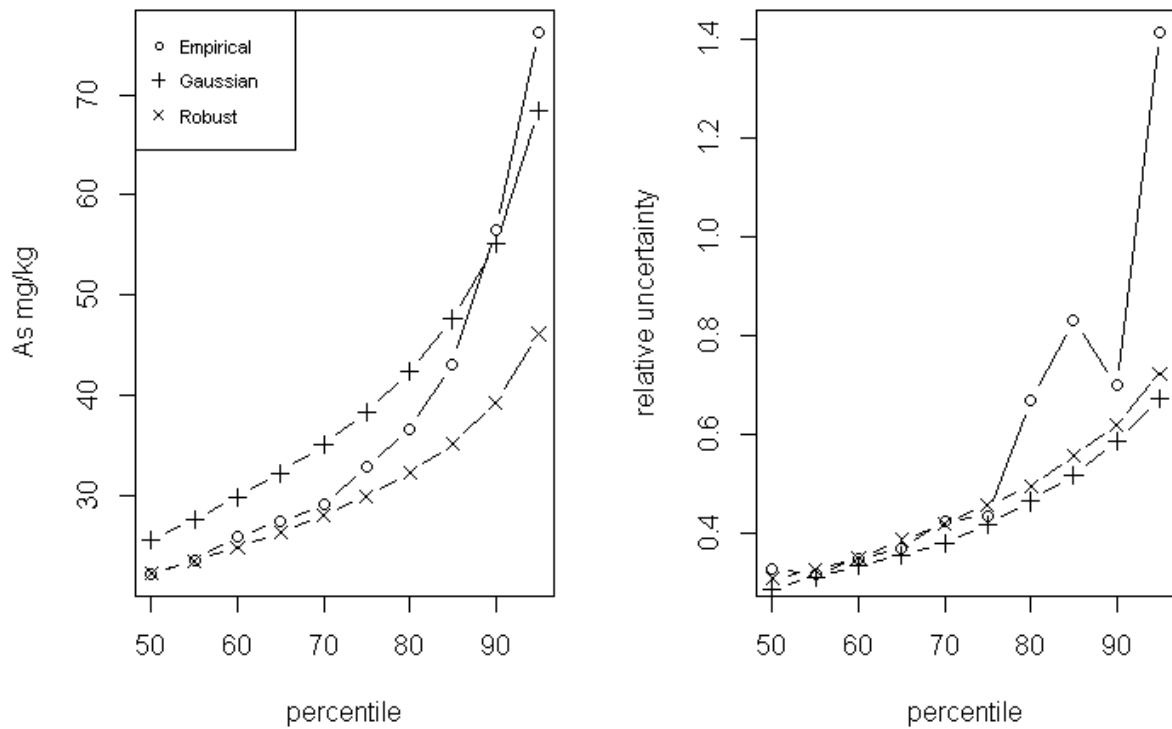 Empirical
Gaussian
Robust
As mg/kg
70
60
50
40
30
50 60 70 80 90
percentile
relative uncertainty
1.4
1.2
1.0
0.8
0.6
0.4
50 60 70 80 90
percentile